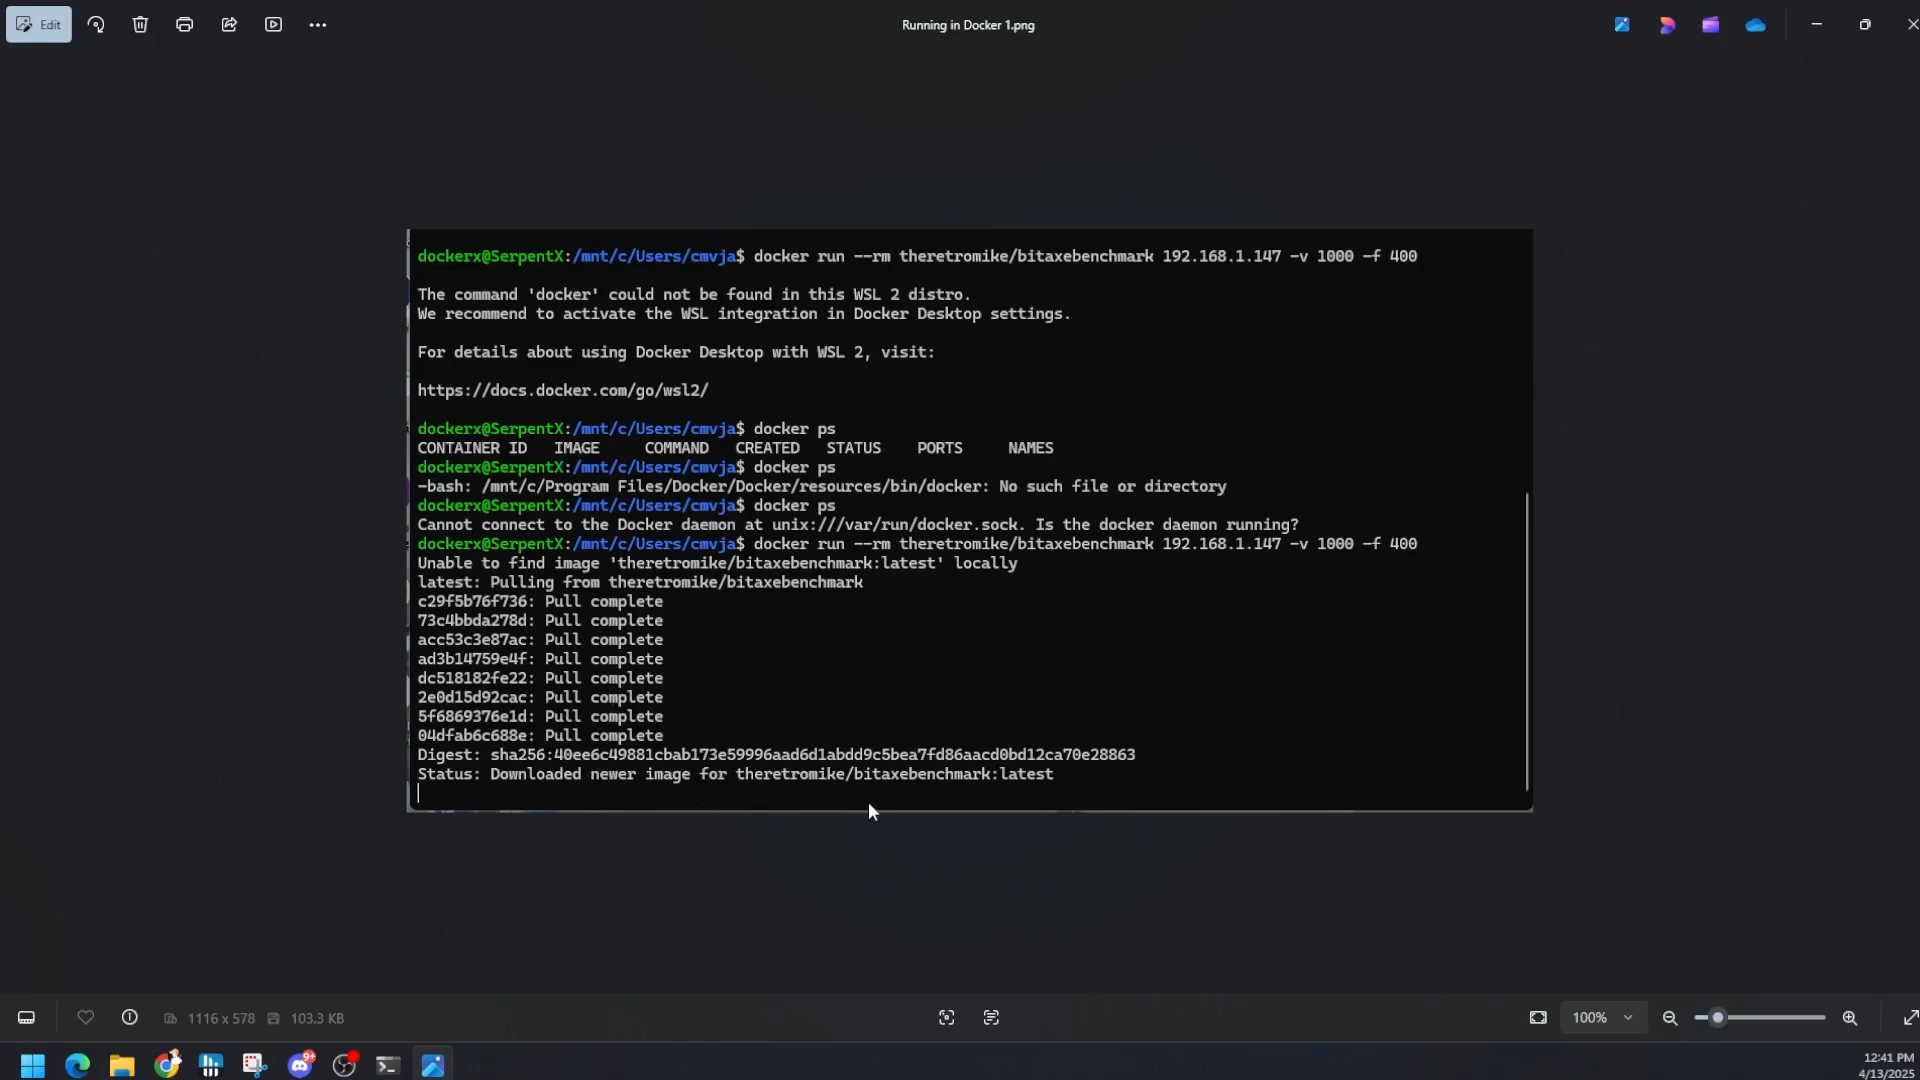 Edit
Running in Docker 1.png
dockerx@SerpentX:/mnt/c/Users/cmvja$ docker run --rm theretromike/bitaxebenchmark 192.168.1.147 -v 1000 -f 400
The command 'docker' could not be found in this WSL 2 distro.
We recommend to activate the WSL integration in Docker Desktop settings.
For details about using Docker Desktop with WSL 2, visit:
https://docs.docker.com/go/wsl2/
dockerx@SerpentX:/mnt/c/Users/cmvja$ docker ps
CONTAINER ID   IMAGE     COMMAND   CREATED   STATUS    PORTS     NAMES
dockerx@SerpentX:/mnt/c/Users/cmvja$ docker ps
-bash: /mnt/c/Program Files/Docker/Docker/resources/bin/docker: No such file or directory
dockerx@SerpentX:/mnt/c/Users/cmvja$ docker ps
Cannot connect to the Docker daemon at unix:///var/run/docker.sock. Is the docker daemon running?
dockerx@SerpentX:/mnt/c/Users/cmvja$ docker run --rm theretromike/bitaxebenchmark 192.168.1.147 -v 1000 -f 400
Unable to find image 'theretromike/bitaxebenchmark:latest' locally
latest: Pulling from theretromike/bitaxebenchmark
c29f5b76f736: Pull complete
73c4bbda278d: Pull complete
acc53c3e87ac: Pull complete
ad3b14759e4f: Pull complete
dc518182fe22: Pull complete
2e0d15d92cac: Pull complete
5f6869376e1d: Pull complete
04dfab6c688e: Pull complete
Digest: sha256:40ee6c49881cbab173e59996aad6d1abdd9c5bea7fd86aacd0bd12ca70e28863
Status: Downloaded newer image for theretromike/bitaxebenchmark:latest
1116 x 578
103.3 KB
100%
9+
12:41 PM
4/13/2025